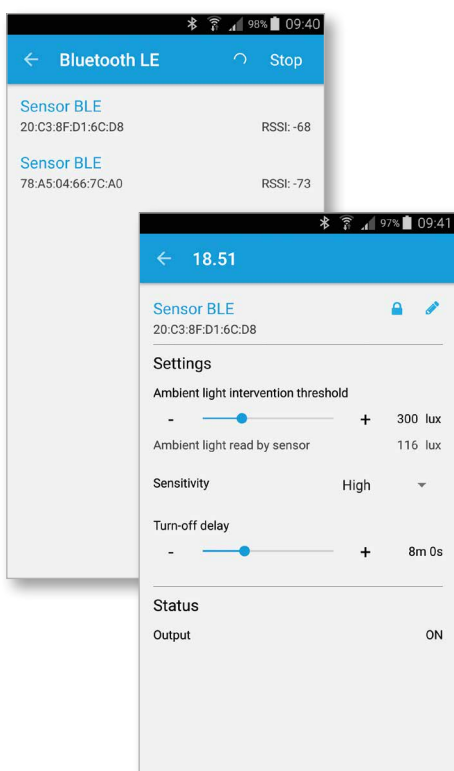 98% 09:40
Bluetooth LE Stop
Sensor BLE
20:C3:8F:D1:6C:D8 RSSI: -68
Sensor BLE
78:A5:04:66:7C:A0 RSSI: -73
97% 09:41
18.51
Sensor BLE
20:C3:8F:D1:6C:D8
Settings
Ambient light intervention threshold
- + 300 lux
Ambient light read by sensor 116 lux
Sensitivity High
Turn-off delay
- + 8m 0s
Status
Output ON